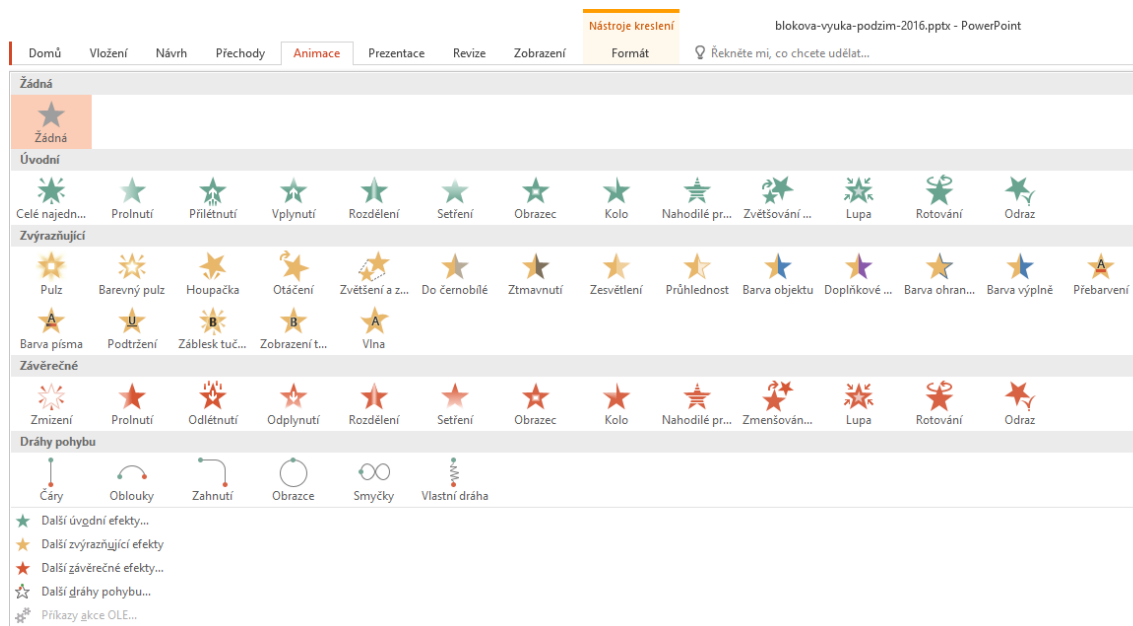 Nástroje kreslení blokova-vyuka-podzim-2016.pptx - PowerPoint
Domů Vložení Návrh Přechody Animace Prezentace Revize Zobrazení Formát Řekněte mi, co chcete udělat...
Žádná
Žádná
Úvodní
Celé najedn... Prolnutí Přilétnutí Vplynutí Rozdělení Setření Obrazec Kolo Nahodilé pr... Zvětšování ... Lupa Rotování Odraz
Zvýrazňující
Pulz Barevný pulz Houpačka Otáčení Zvětšení a z... Do černobílé Ztmavnutí Zesvětlení Průhlednost Barva objektu Doplňkové ... Barva ohran... Barva výplně Přebarvení
Barva písma Podtržení Záblesk tuč... Zobrazení t... Vlna
Závěrečné
Zmizení Prolnutí Odlétnutí Odplynutí Rozdělení Setření Obrazec Kolo Nahodilé pr... Zmenšován... Lupa Rotování Odraz
Dráhy pohybu
Čáry Oblouky Zahnutí Obrazce Smyčky Vlastní dráha
Další úvodní efekty...
Další zvýrazňující efekty
Další závěrečné efekty...
Další dráhy pohybu...
Příkazy akce OLE...